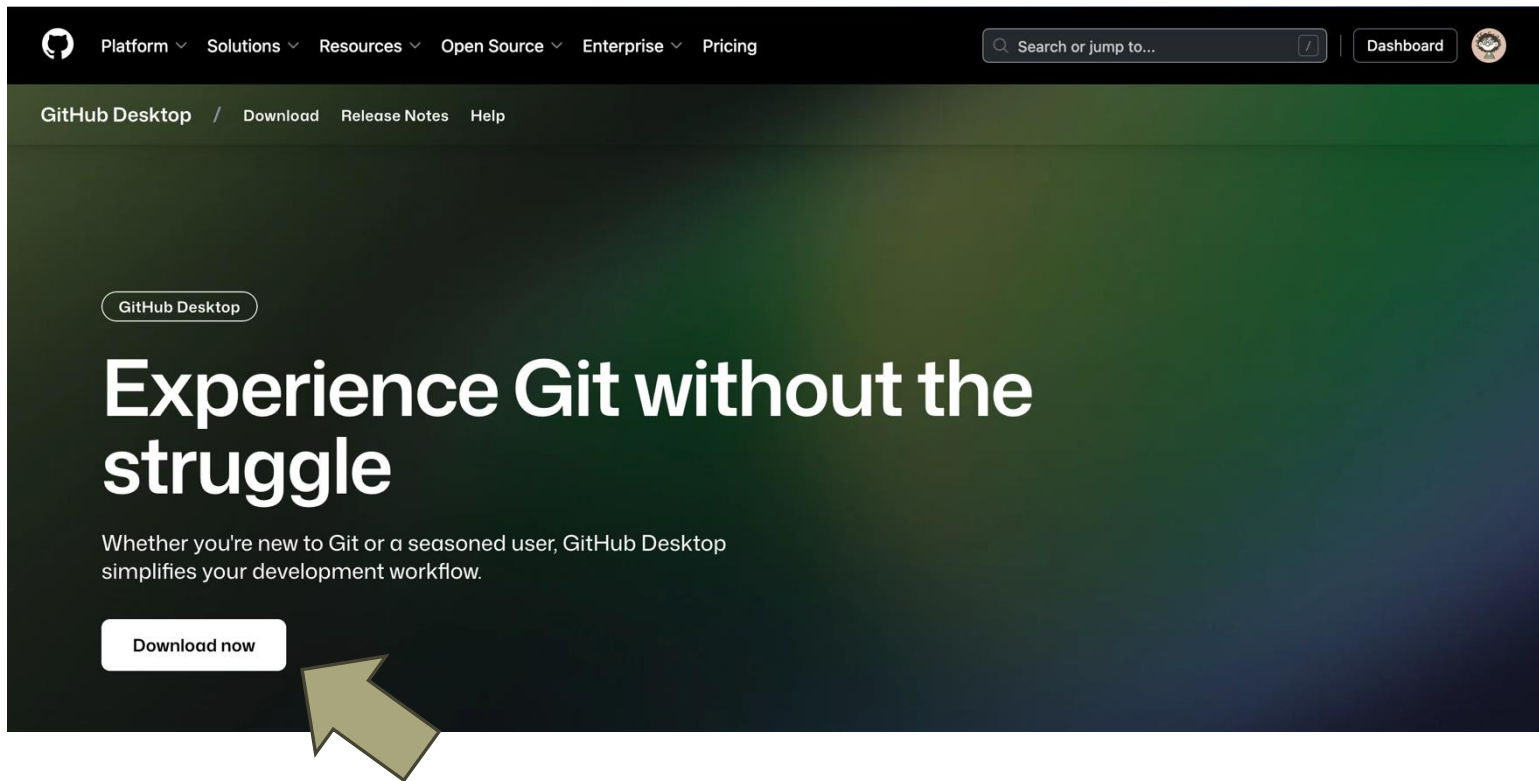 Platform Solutions Resources Open Source Enterprise Pricing Search or jump to... / Dashboard
GitHub Desktop / Download Release Notes Help
GitHub Desktop
Experience Git without the
struggle
Whether you're new to Git or a seasoned user, GitHub Desktop
simplifies your development workflow.
Download now